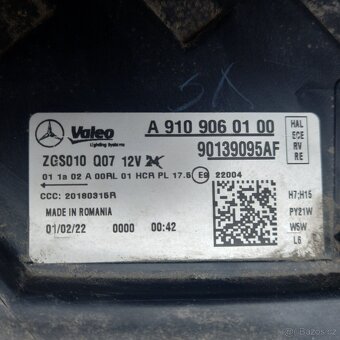 Valeo
Lighting Systems
A 910 906 01 00
90139095AF
HAL
ECE
RV
RE
ZGS010 Q07 12V
01 1a 02 A 00RL 01 HCR PL 17.5 E9 22004
CCC: 20180315R
MADE IN ROMANIA
01/02/22 0000 00:42
H7;H15
PY21W
W5W
L6